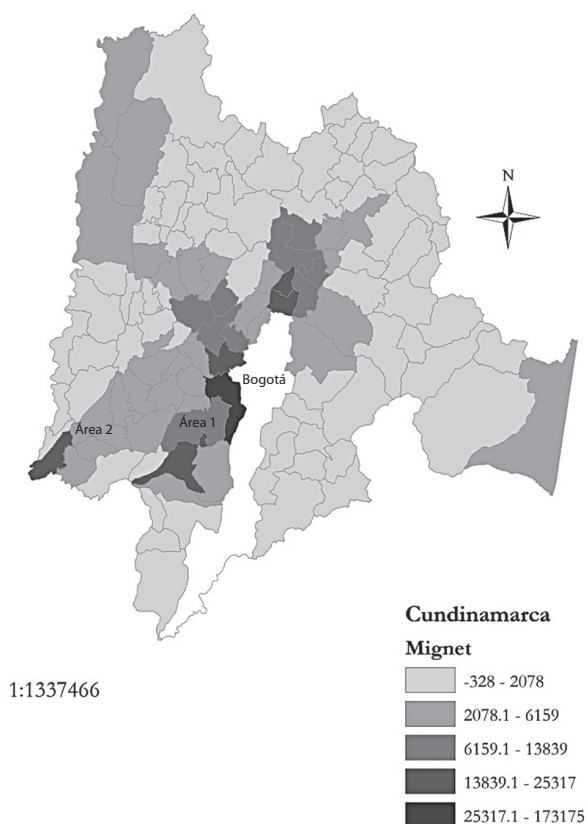 N
Bogotá
Área 1
Área 2
Cundinamarca
Mignet
-328 - 2078
2078.1 - 6159
6159.1 - 13839
13839.1 - 25317
25317.1 - 173175
1:1337466